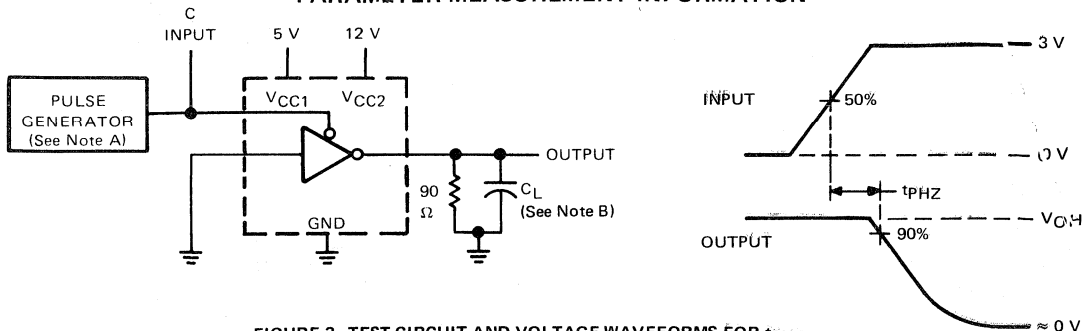 PARAMETER MEASUREMENT INFORMATION
C
INPUT
5 V
12 V
PULSE
GENERATOR
(See Note A)
VCC1
VCC2
OUTPUT
90
Ω
CL
(See Note B)
GND
INPUT
3 V
50%
0 V
tPHZ
VOH
OUTPUT
90%
≈ 0 V
FIGURE 3. TEST CIRCUIT AND VOLTAGE WAVEFORMS FOR